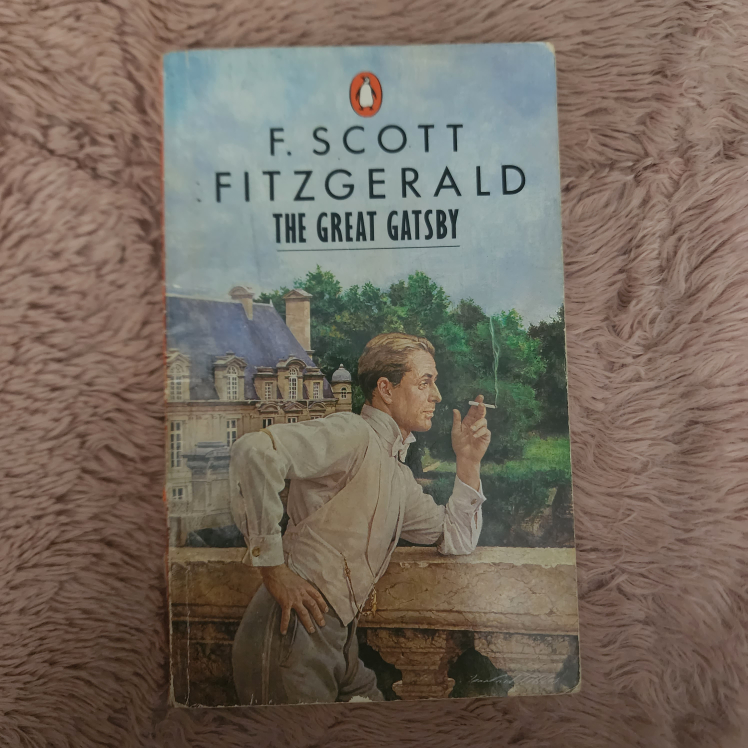 F. SCOTT
FITZGERALD
THE GREAT GATSBY